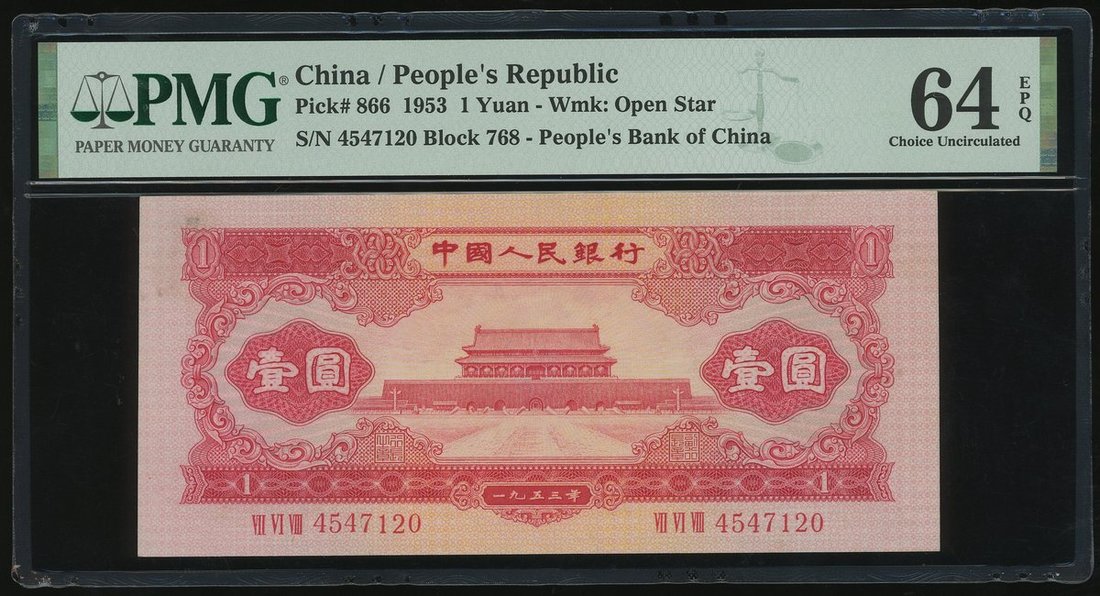 PMG®
PAPER MONEY GUARANTY
China / People's Republic
Pick# 866 1953 1 Yuan - Wmk: Open Star
S/N 4547120 Block 768 - People's Bank of China
64 EPQ
Choice Uncirculated
1 中國人民銀行 1
壹圓 壹圓
1 一九五三年 1
VII VI VIII 4547120 VII VI VIII 4547120